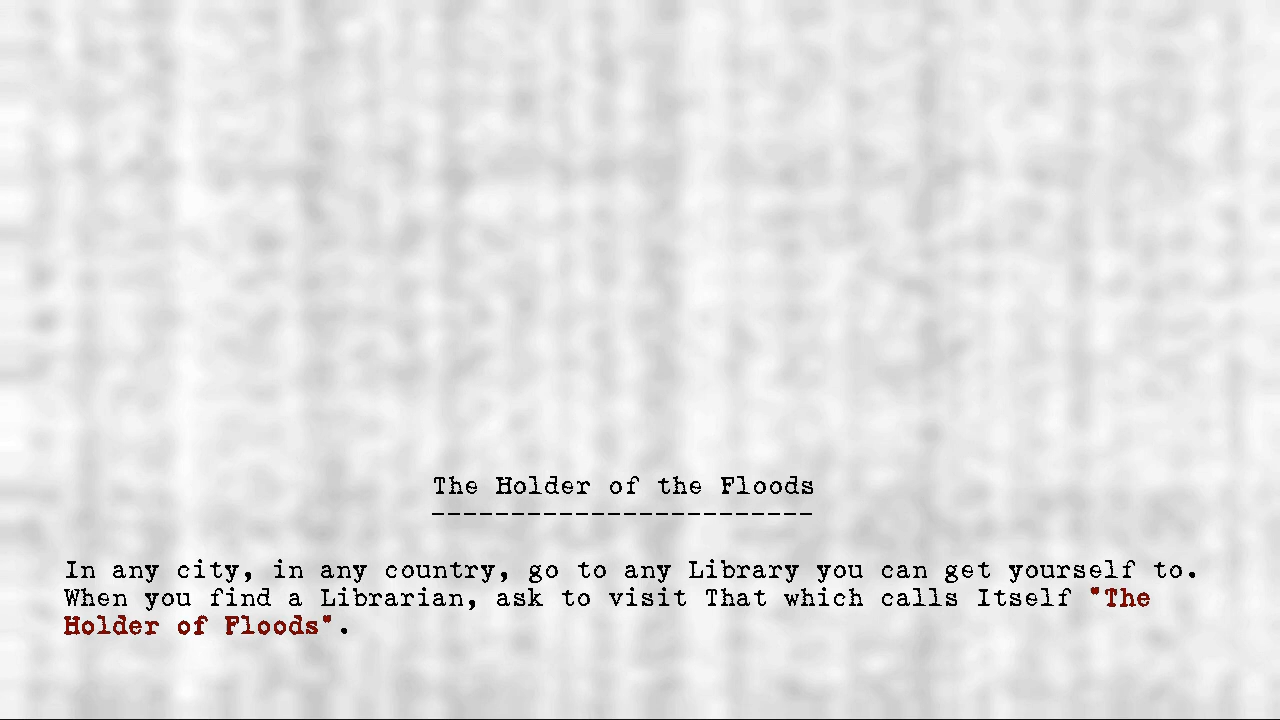 The Holder of the Floods
------------------------
In any city, in any country, go to any Library you can get yourself to.
When you find a Librarian, ask to visit That which calls Itself "The
Holder of Floods".